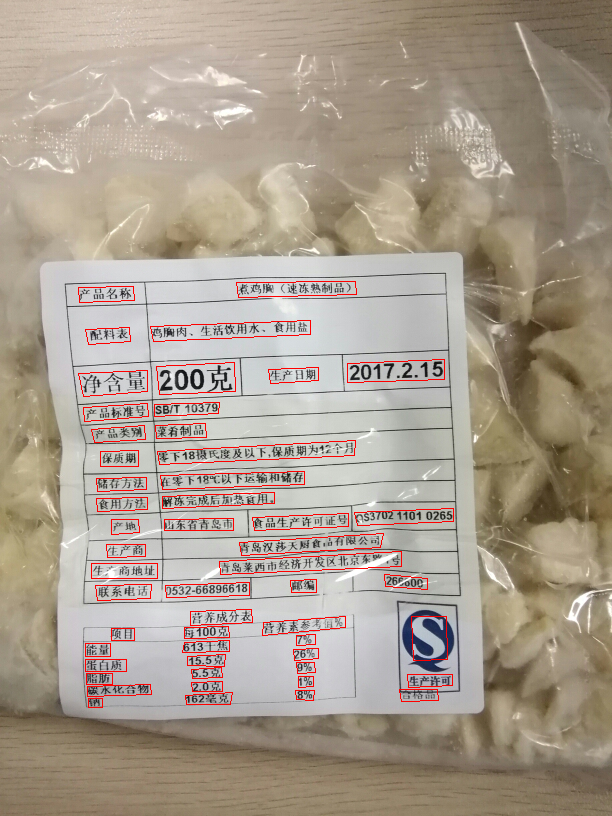 产品名称 煮鸡胸（速冻熟制品）
配料表 鸡胸肉、生活饮用水、食用盐
净含量 200克 生产日期 2017.2.15
产品标准号 SB/T 10379
产品类别 菜肴制品
保质期 零下18摄氏度及以下,保质期为12个月
储存方法 在零下18℃以下运输和储存
食用方法 解冻完成后加热食用。
产地 山东省青岛市 食品生产许可证号 QS3702 1101 0265
生产商 青岛汉莎天厨食品有限公司
生产商地址 青岛莱西市经济开发区北京东路1号
联系电话 0532-66896618 邮编 266600
营养成分表
项目 每100克 营养素参考值%
能量 613千焦 7%
蛋白质 15.5克 26%
脂肪 5.5克 9%
碳水化合物 2.0克 1%
钠 162毫克 8%
S
生产许可
合格品